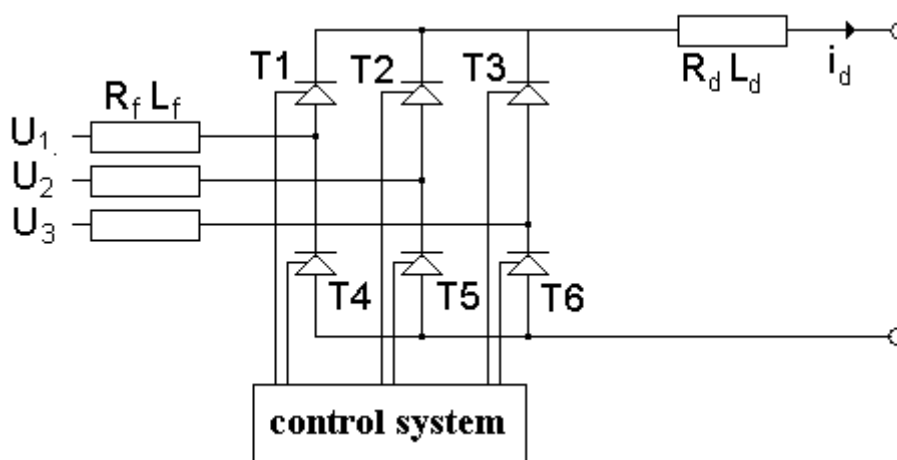 T1 T2 T3
R_d L_d i_d
R_f L_f
U_1
U_2
U_3
T4 T5 T6
control system